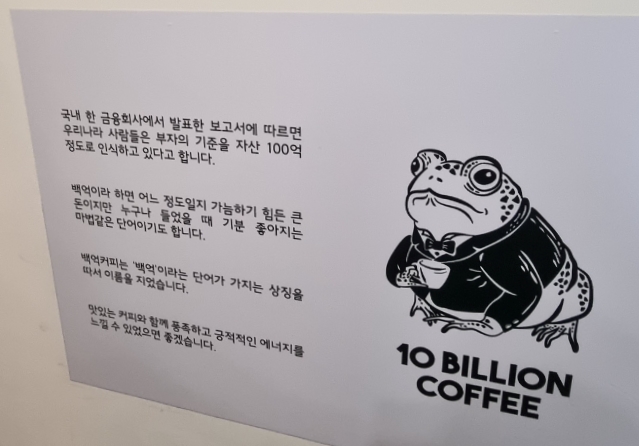 국내 한 금융회사에서 발표한 보고서에 따르면
우리나라 사람들은 부자의 기준을 자산 100억
정도로 인식하고 있다고 합니다.
백억이라 하면 어느 정도일지 가늠하기 힘든 큰
돈이지만 누구나 들었을 때 기분 좋아지는
마법같은 단어이기도 합니다.
백억커피는 '백억'이라는 단어가 가지는 상징을
따서 이름을 지었습니다.
맛있는 커피와 함께 풍족하고 긍적적인 에너지를
느낄 수 있었으면 좋겠습니다.
10 BILLION
COFFEE